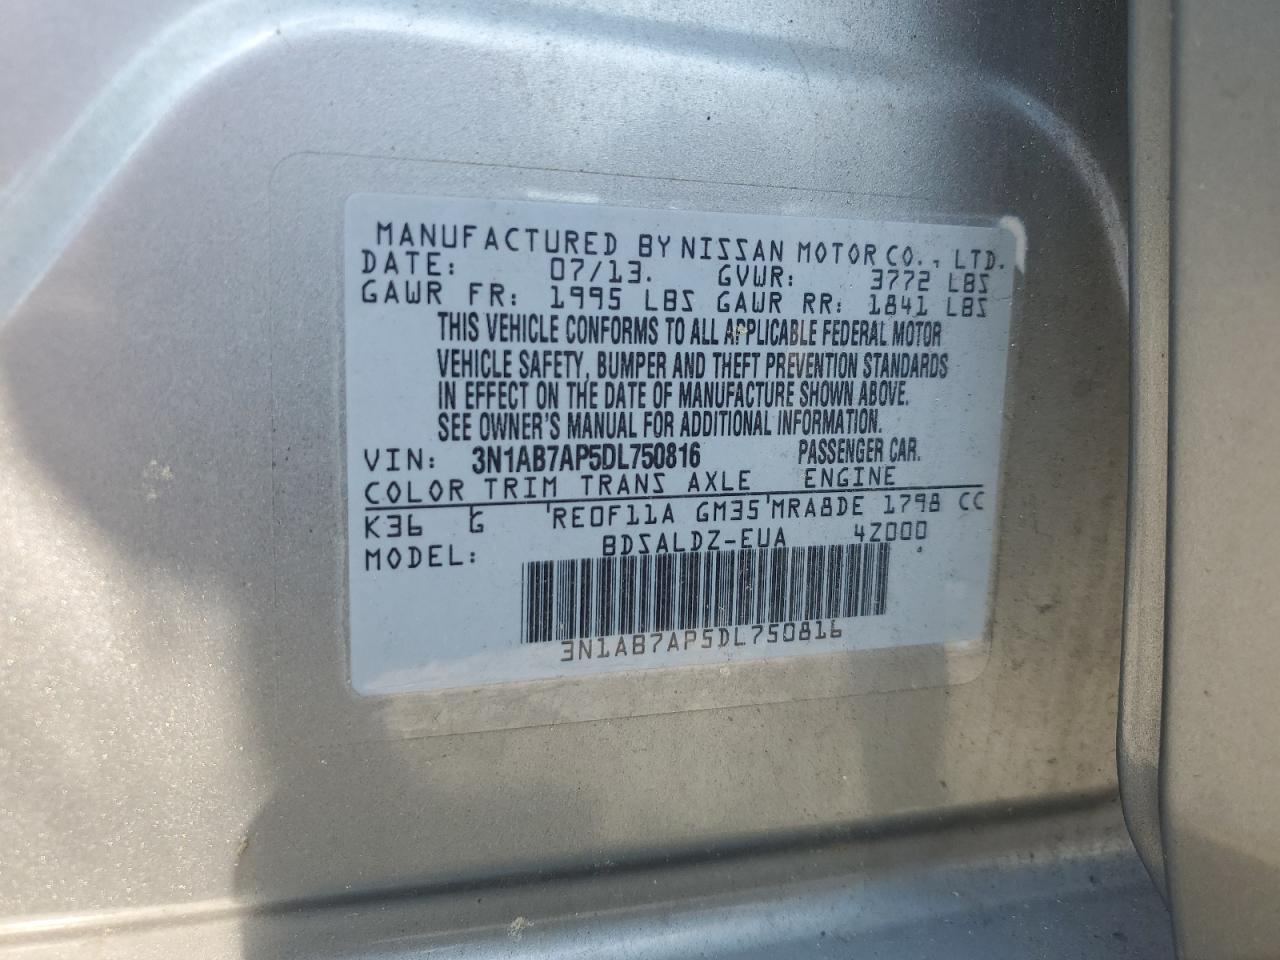 MANUFACTURED BY NISSAN MOTOR CO., LTD.
DATE: 07/13. GVWR: 3772 LBS
GAWR FR: 1995 LBS GAWR RR: 1841 LBS
THIS VEHICLE CONFORMS TO ALL APPLICABLE FEDERAL MOTOR
VEHICLE SAFETY, BUMPER AND THEFT PREVENTION STANDARDS
IN EFFECT ON THE DATE OF MANUFACTURE SHOWN ABOVE.
SEE OWNER'S MANUAL FOR ADDITIONAL INFORMATION.
VIN: 3N1AB7AP5DL750816 PASSENGER CAR.
COLOR TRIM TRANS AXLE ENGINE
K36 G RE0F11A GM35 MRA8DE 1798 CC
MODEL: BDSALDZ-EUA 4Z000
3N1AB7AP5DL750816